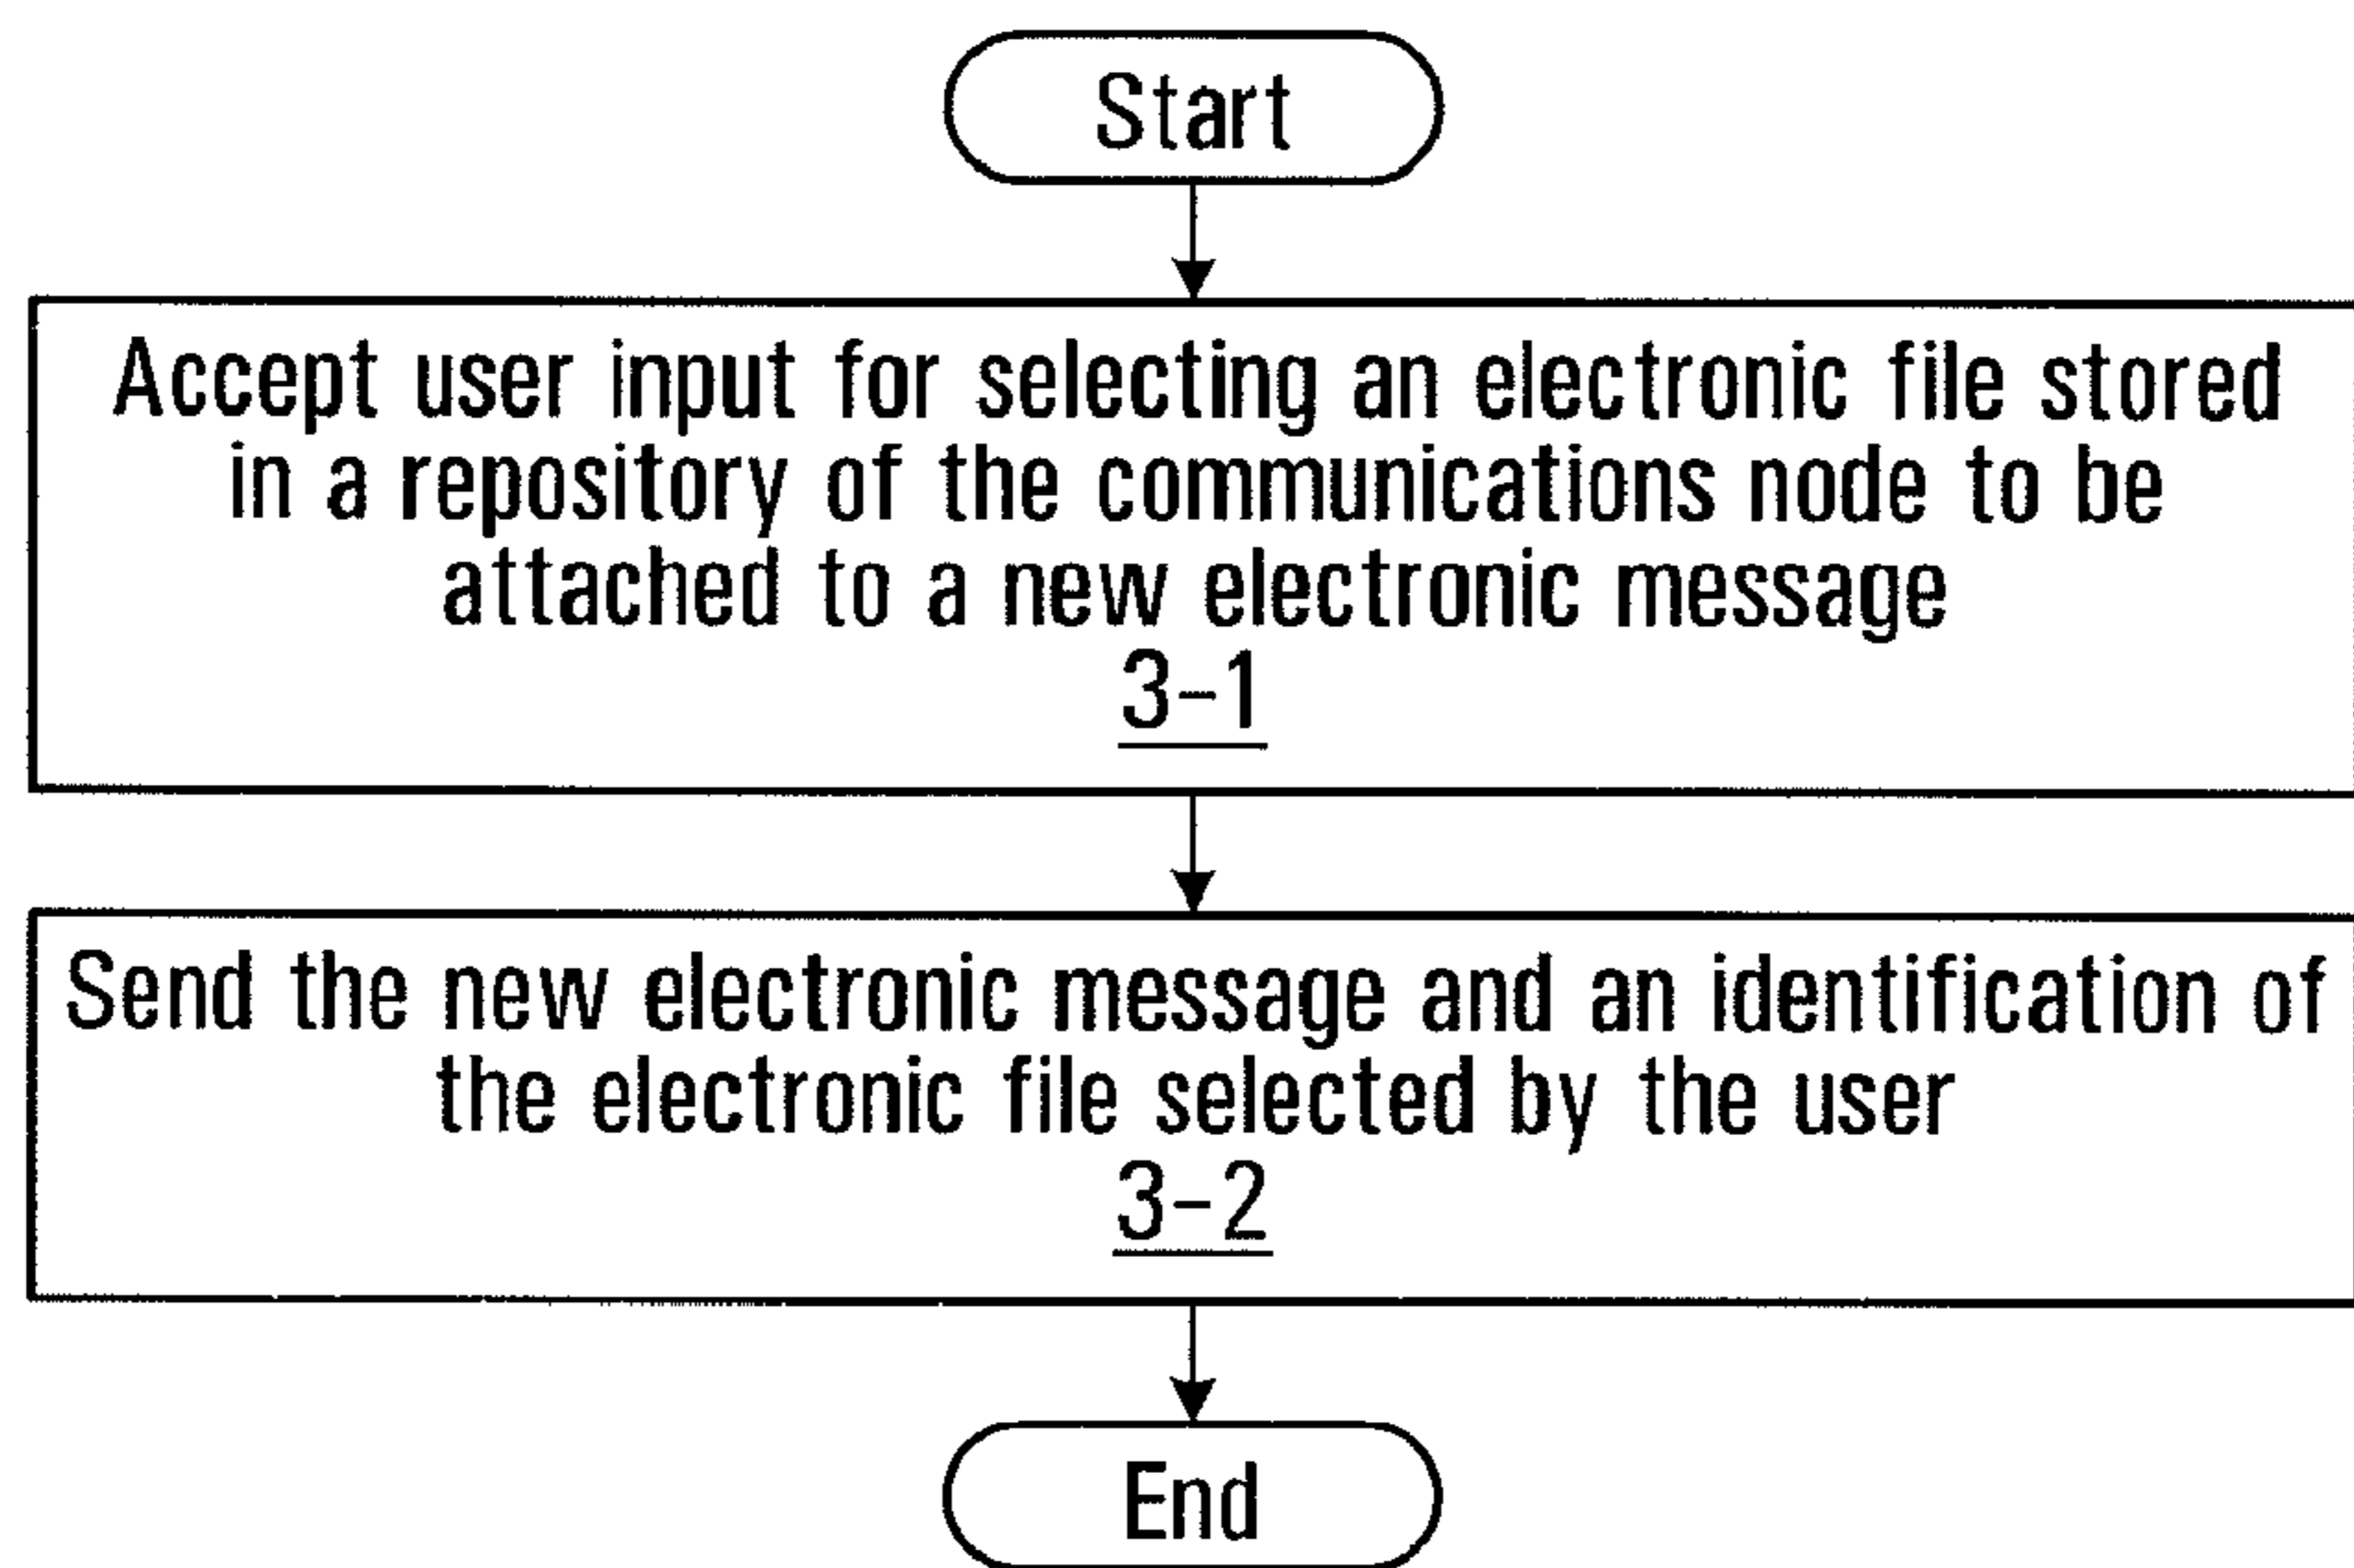 Start
Accept user input for selecting an electronic file stored
in a repository of the communications node to be
attached to a new electronic message
3-1
Send the new electronic message and an identification of
the electronic file selected by the user
3-2
End